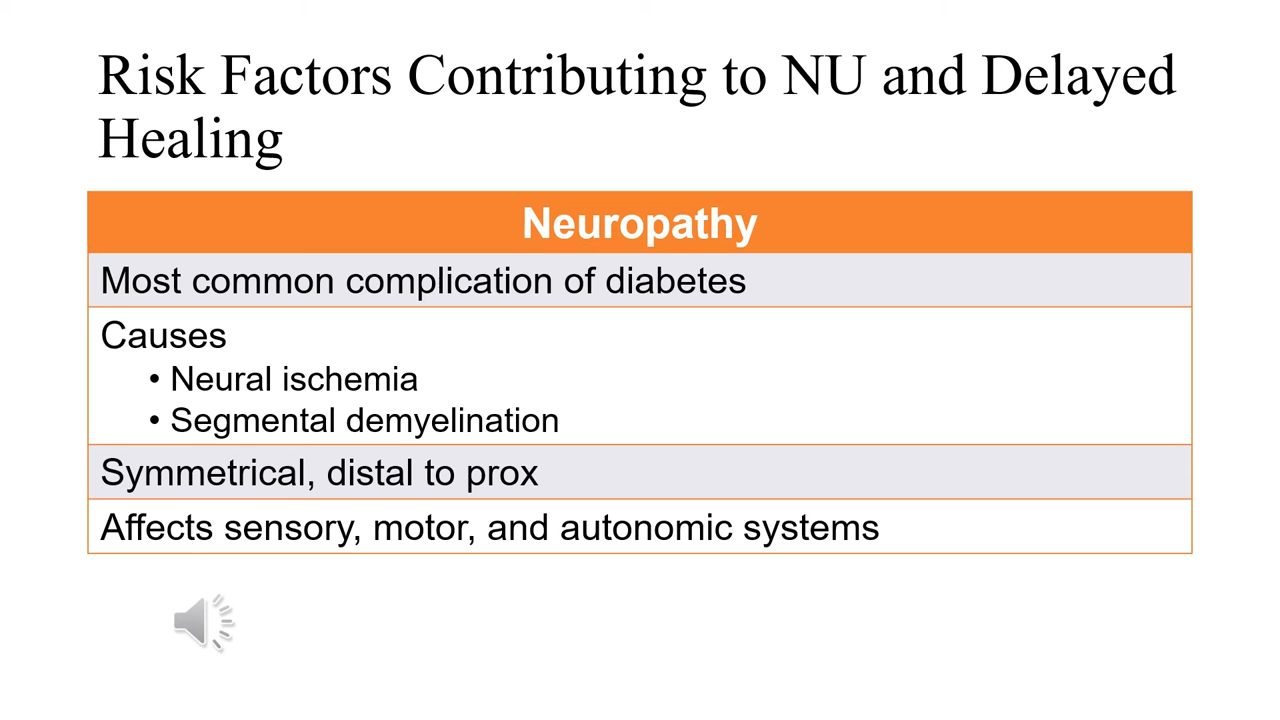 Risk Factors Contributing to NU and Delayed
Healing
Neuropathy
Most common complication of diabetes
Causes
• Neural ischemia
• Segmental demyelination
Symmetrical, distal to prox
Affects sensory, motor, and autonomic systems